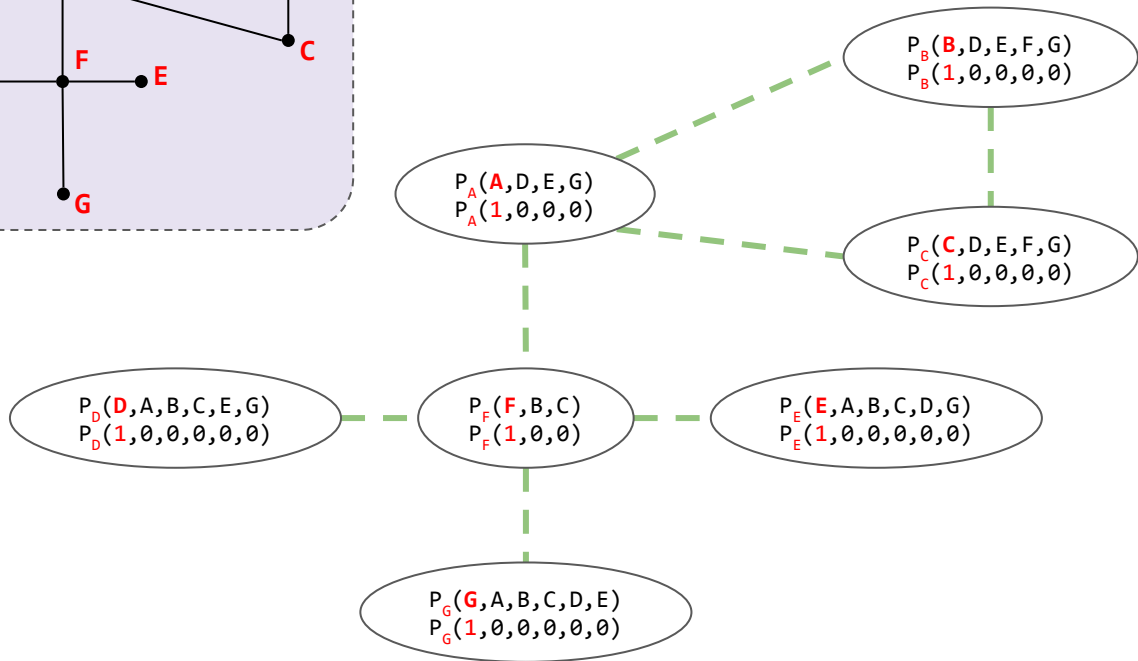 C
F
E
G
P_B(B,D,E,F,G)
P_B(1,0,0,0,0)
P_A(A,D,E,G)
P_A(1,0,0,0)
P_C(C,D,E,F,G)
P_C(1,0,0,0,0)
P_D(D,A,B,C,E,G)
P_D(1,0,0,0,0,0)
P_F(F,B,C)
P_F(1,0,0)
P_E(E,A,B,C,D,G)
P_E(1,0,0,0,0,0)
P_G(G,A,B,C,D,E)
P_G(1,0,0,0,0,0)